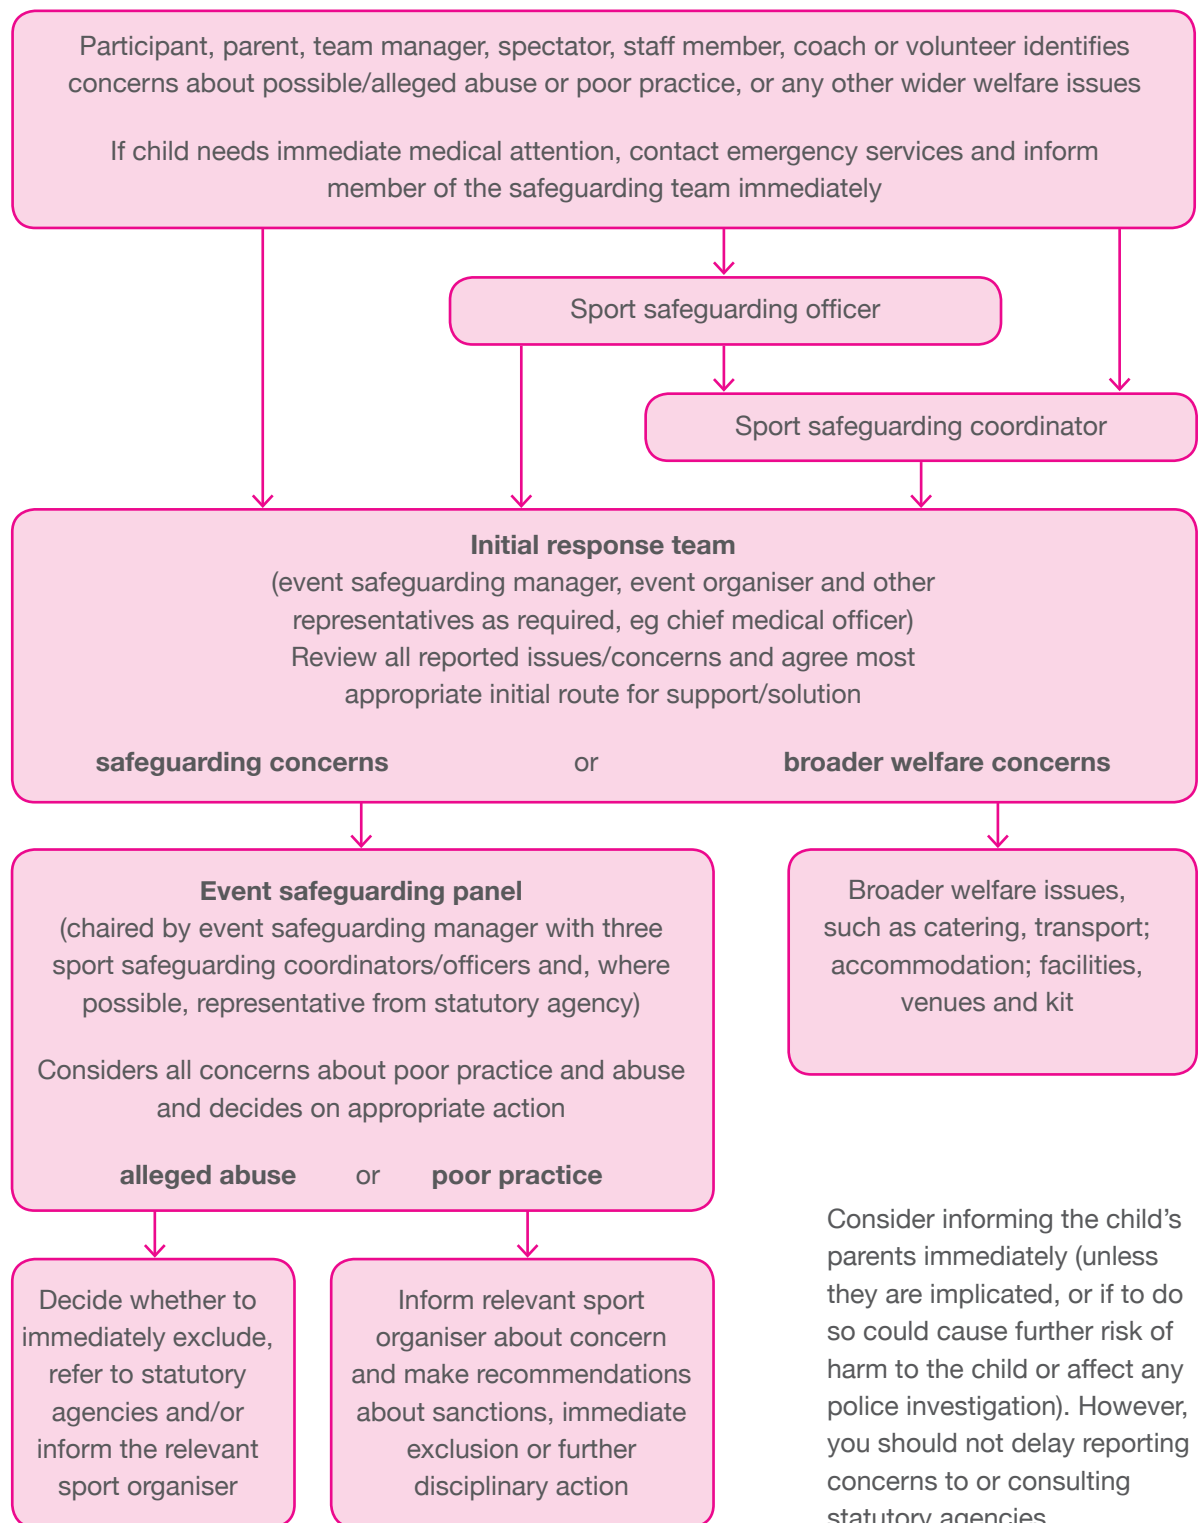 Participant, parent, team manager, spectator, staff member, coach or volunteer identifies
concerns about possible/alleged abuse or poor practice, or any other wider welfare issues
If child needs immediate medical attention, contact emergency services and inform
member of the safeguarding team immediately
Sport safeguarding officer
Sport safeguarding coordinator
Initial response team
(event safeguarding manager, event organiser and other
representatives as required, eg chief medical officer)
Review all reported issues/concerns and agree most
appropriate initial route for support/solution
safeguarding concerns or broader welfare concerns
Event safeguarding panel
(chaired by event safeguarding manager with three
sport safeguarding coordinators/officers and, where
possible, representative from statutory agency)
Considers all concerns about poor practice and abuse
and decides on appropriate action
alleged abuse or poor practice
Broader welfare issues,
such as catering, transport;
accommodation; facilities,
venues and kit
Decide whether to
immediately exclude,
refer to statutory
agencies and/or
inform the relevant
sport organiser
Inform relevant sport
organiser about concern
and make recommendations
about sanctions, immediate
exclusion or further
disciplinary action
Consider informing the child’s
parents immediately (unless
they are implicated, or if to do
so could cause further risk of
harm to the child or affect any
police investigation). However,
you should not delay reporting
concerns to or consulting
statutory agencies